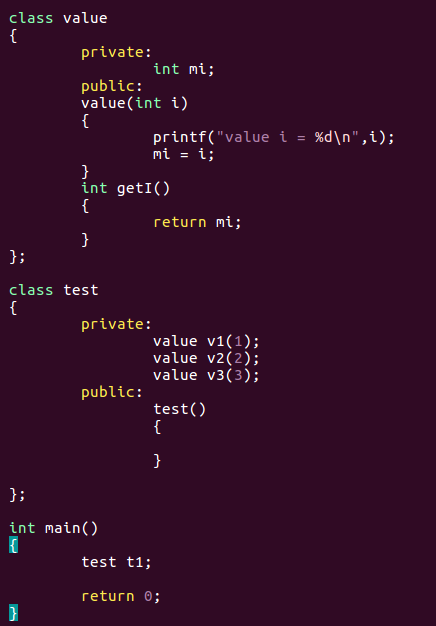 class value
{
        private:
                int mi;
        public:
        value(int i)
        {
                printf("value i = %d\n",i);
                mi = i;
        }
        int getI()
        {
                return mi;
        }
};

class test
{
        private:
                value v1(1);
                value v2(2);
                value v3(3);
        public:
                test()
                {

                }

};

int main()
{
        test t1;

        return 0;
}